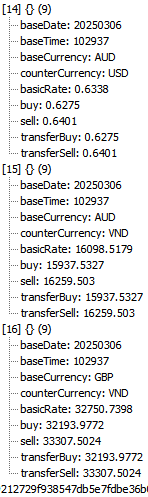 [14] {} (9)
baseDate: 20250306
baseTime: 102937
baseCurrency: AUD
counterCurrency: USD
basicRate: 0.6338
buy: 0.6275
sell: 0.6401
transferBuy: 0.6275
transferSell: 0.6401
[15] {} (9)
baseDate: 20250306
baseTime: 102937
baseCurrency: AUD
counterCurrency: VND
basicRate: 16098.5179
buy: 15937.5327
sell: 16259.503
transferBuy: 15937.5327
transferSell: 16259.503
[16] {} (9)
baseDate: 20250306
baseTime: 102937
baseCurrency: GBP
counterCurrency: VND
basicRate: 32750.7398
buy: 32193.9772
sell: 33307.5024
transferBuy: 32193.9772
transferSell: 33307.5024
0212729f938547db5e7fdbe36b